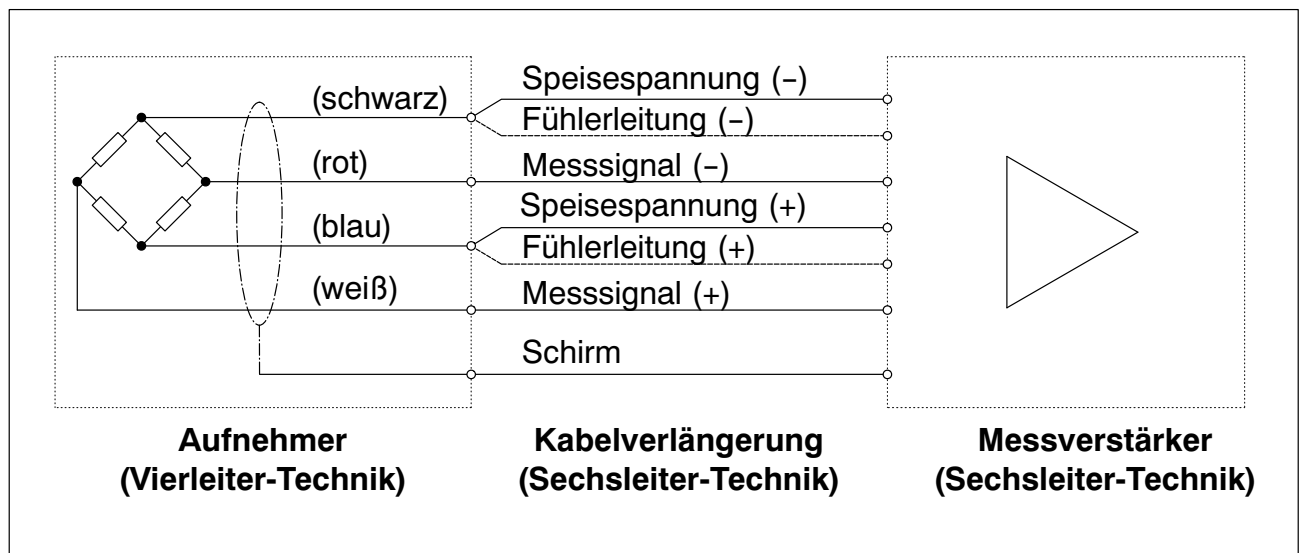 (schwarz)
Speisespannung (–)
Fühlerleitung (–)
(rot)
Messsignal (–)
Speisespannung (+)
(blau)
Fühlerleitung (+)
(weiß)
Messsignal (+)
Schirm
Aufnehmer
(Vierleiter-Technik)
Kabelverlängerung
(Sechsleiter-Technik)
Messverstärker
(Sechsleiter-Technik)